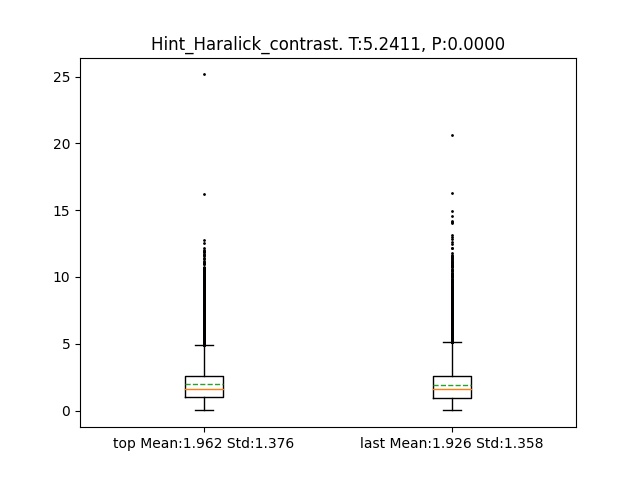 Hint_Haralick_contrast. T:5.2411, P:0.0000
25
20
15
10
5
0
top Mean:1.962 Std:1.376
last Mean:1.926 Std:1.358